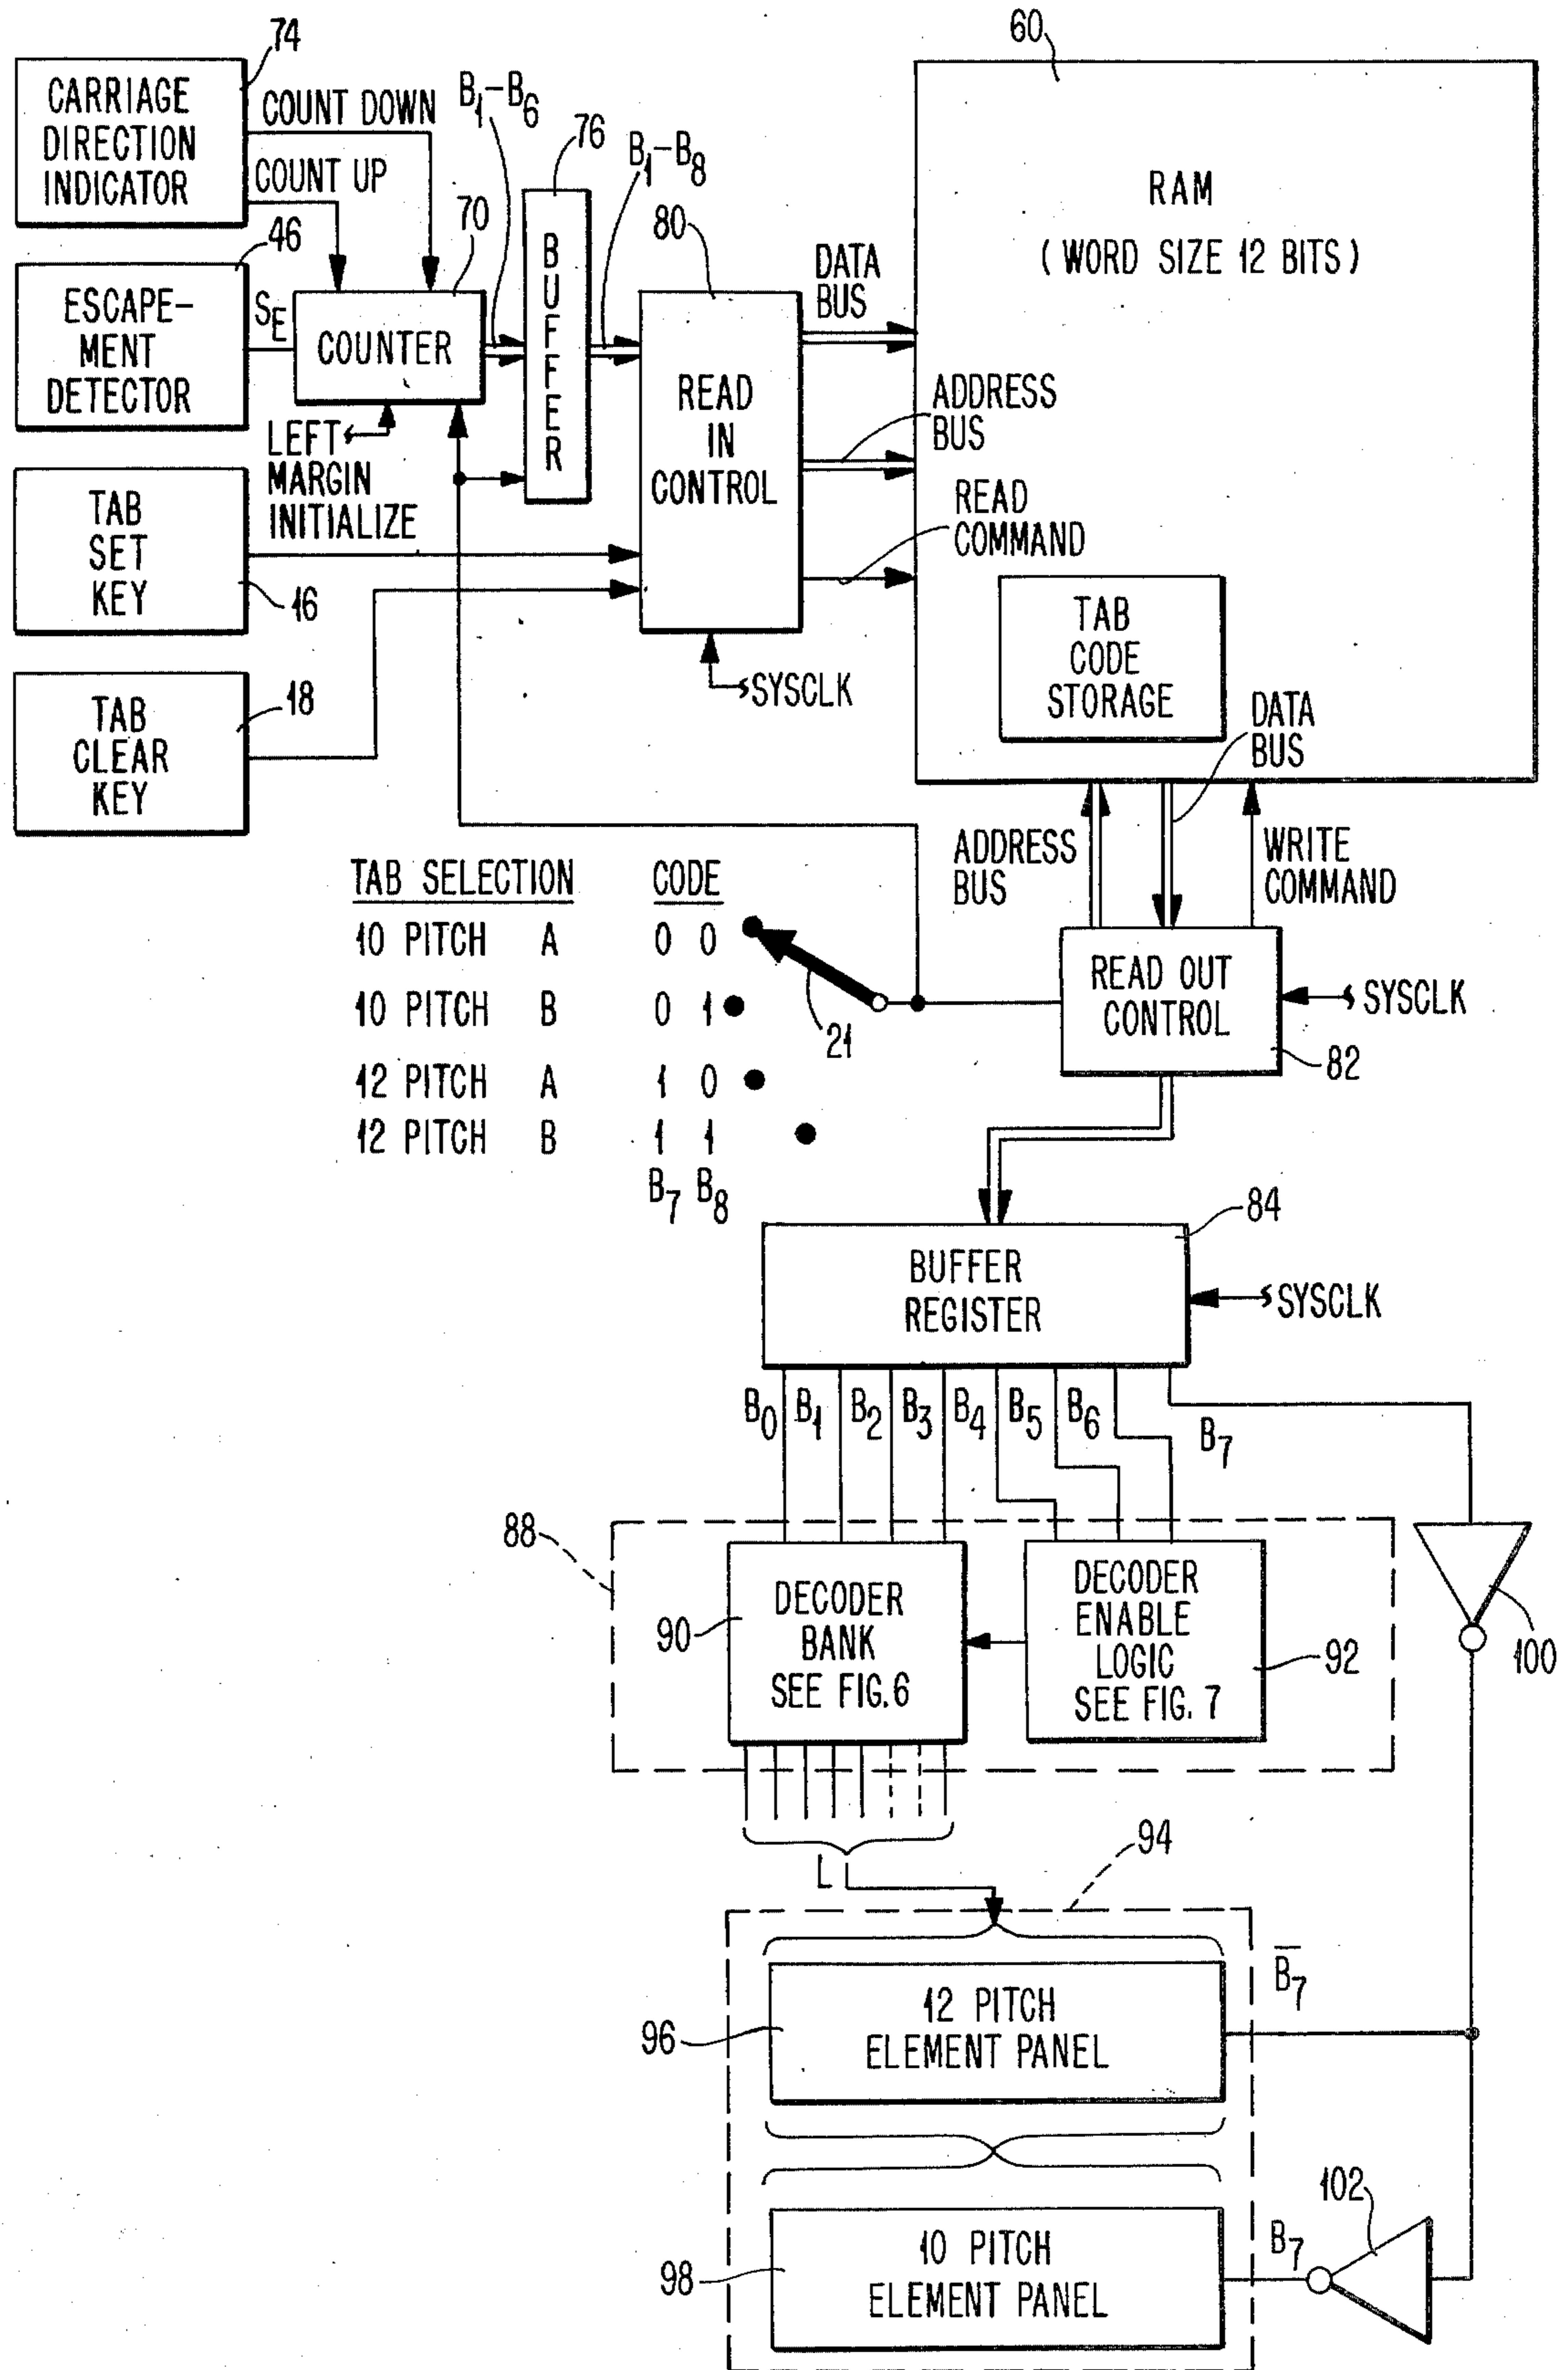 74
CARRIAGE
DIRECTION
INDICATOR
COUNT DOWN
COUNT UP
B1-B6
76
B1-B8
60
RAM
(WORD SIZE 12 BITS)
46
ESCAPE-
MENT
DETECTOR
SE
70
COUNTER
BUFFER
80
READ
IN
CONTROL
DATA
BUS
ADDRESS
BUS
READ
COMMAND
LEFT
MARGIN
INITIALIZE
TAB
SET
KEY
16
TAB
CLEAR
KEY
18
SYSCLK
TAB
CODE
STORAGE
DATA
BUS
ADDRESS
BUS
WRITE
COMMAND
TAB SELECTION CODE
10 PITCH A 0 0
10 PITCH B 0 1
12 PITCH A 1 0
12 PITCH B 1 1
B7 B8
21
READ OUT
CONTROL
SYSCLK
82
84
BUFFER
REGISTER
SYSCLK
B0 B1 B2 B3 B4 B5 B6 B7
88
90
DECODER
BANK
SEE FIG.6
DECODER
ENABLE
LOGIC
SEE FIG. 7
92
100
L
94
96
12 PITCH
ELEMENT PANEL
B̅7
98
10 PITCH
ELEMENT PANEL
B7
102